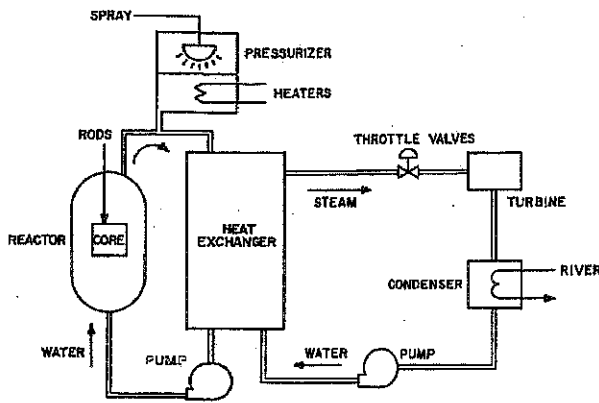 SPRAY
PRESSURIZER
HEATERS
RODS
THROTTLE VALVES
STEAM
TURBINE
REACTOR
CORE
HEAT
EXCHANGER
CONDENSER
RIVER
WATER
PUMP
WATER
PUMP